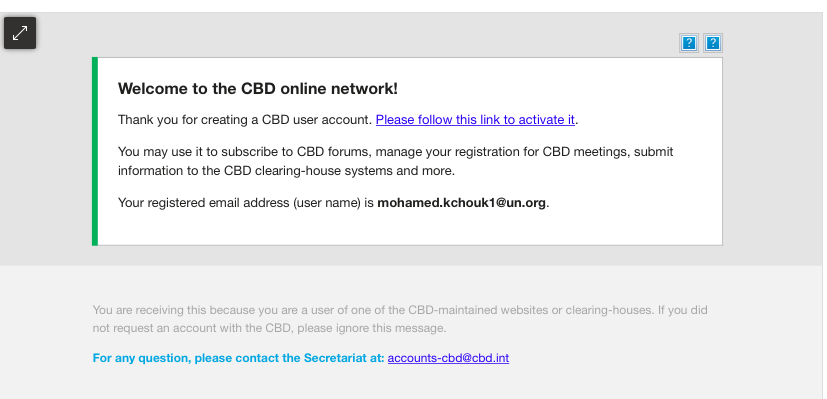 Welcome to the CBD online network!
Thank you for creating a CBD user account. Please follow this link to activate it.
You may use it to subscribe to CBD forums, manage your registration for CBD meetings, submit
information to the CBD clearing-house systems and more.
Your registered email address (user name) is mohamed.kchouk1@un.org.
You are receiving this because you are a user of one of the CBD-maintained websites or clearing-houses. If you did
not request an account with the CBD, please ignore this message.
For any question, please contact the Secretariat at: accounts-cbd@cbd.int